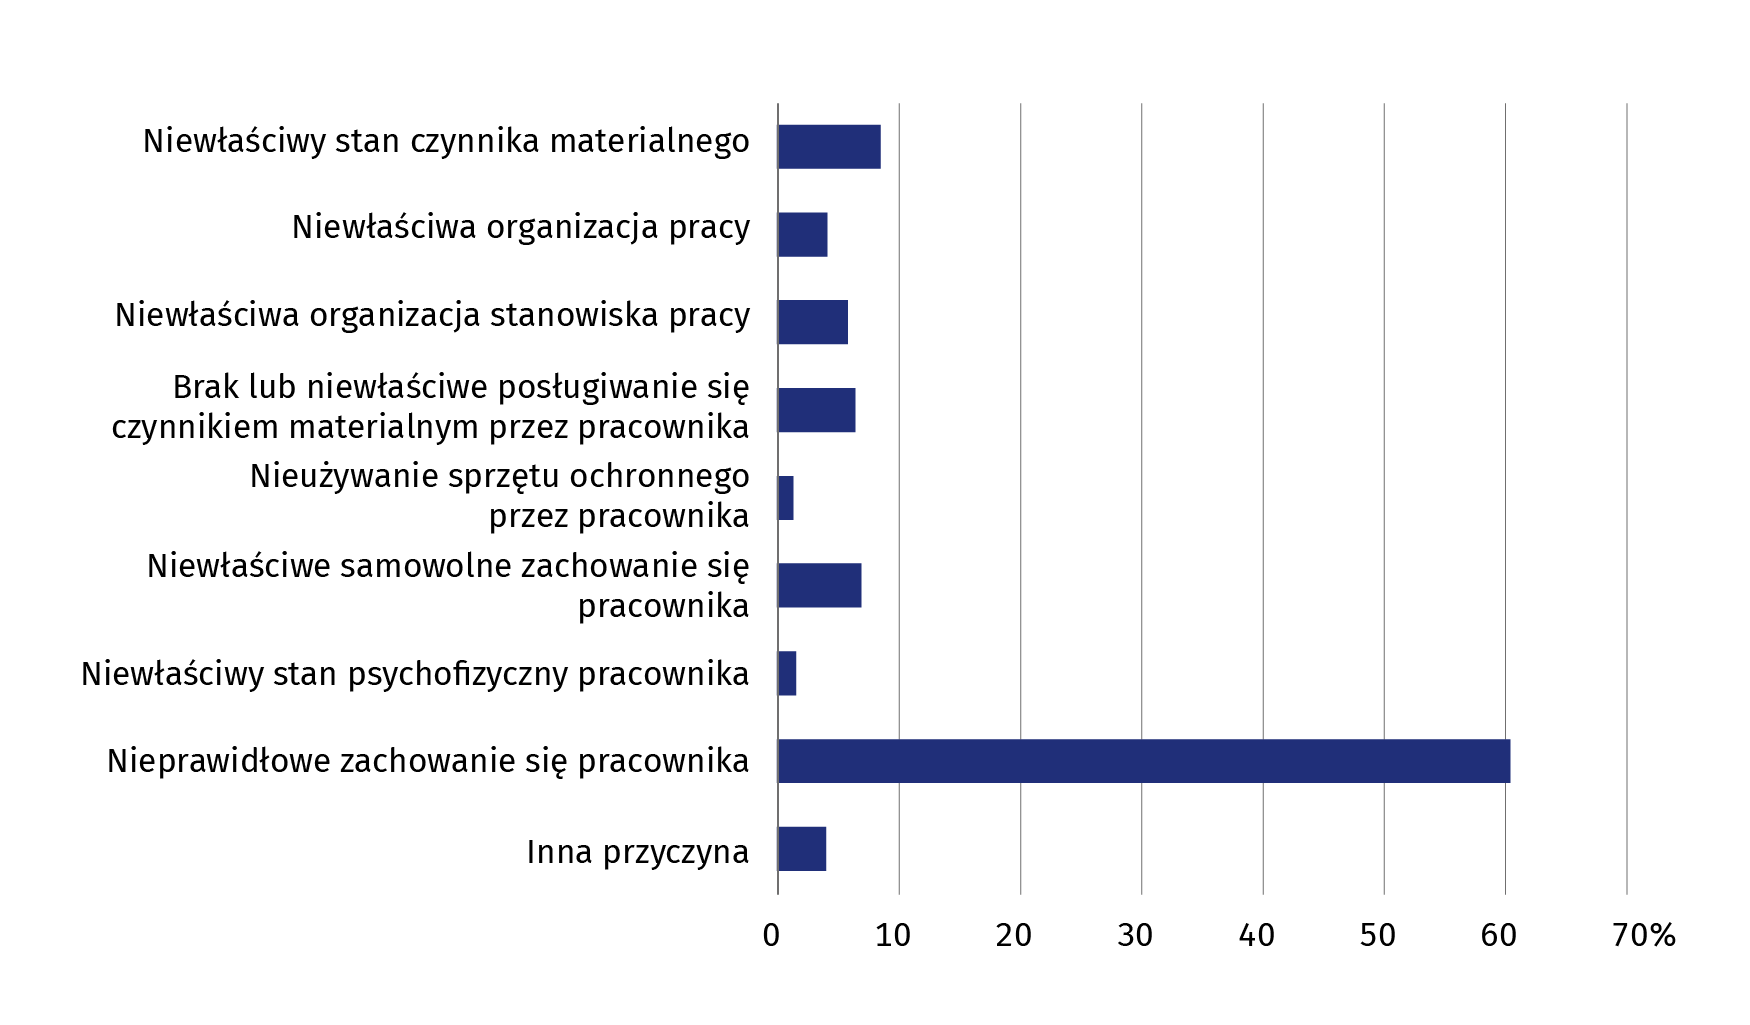 Niewłaściwy stan czynnika materialnego
Niewłaściwa organizacja pracy
Niewłaściwa organizacja stanowiska pracy
Brak lub niewłaściwe posługiwanie się
czynnikiem materialnym przez pracownika
Nieużywanie sprzętu ochronnego
przez pracownika
Niewłaściwe samowolne zachowanie się
pracownika
Niewłaściwy stan psychofizyczny pracownika
Nieprawidłowe zachowanie się pracownika
Inna przyczyna
0 10 20 30 40 50 60 70%